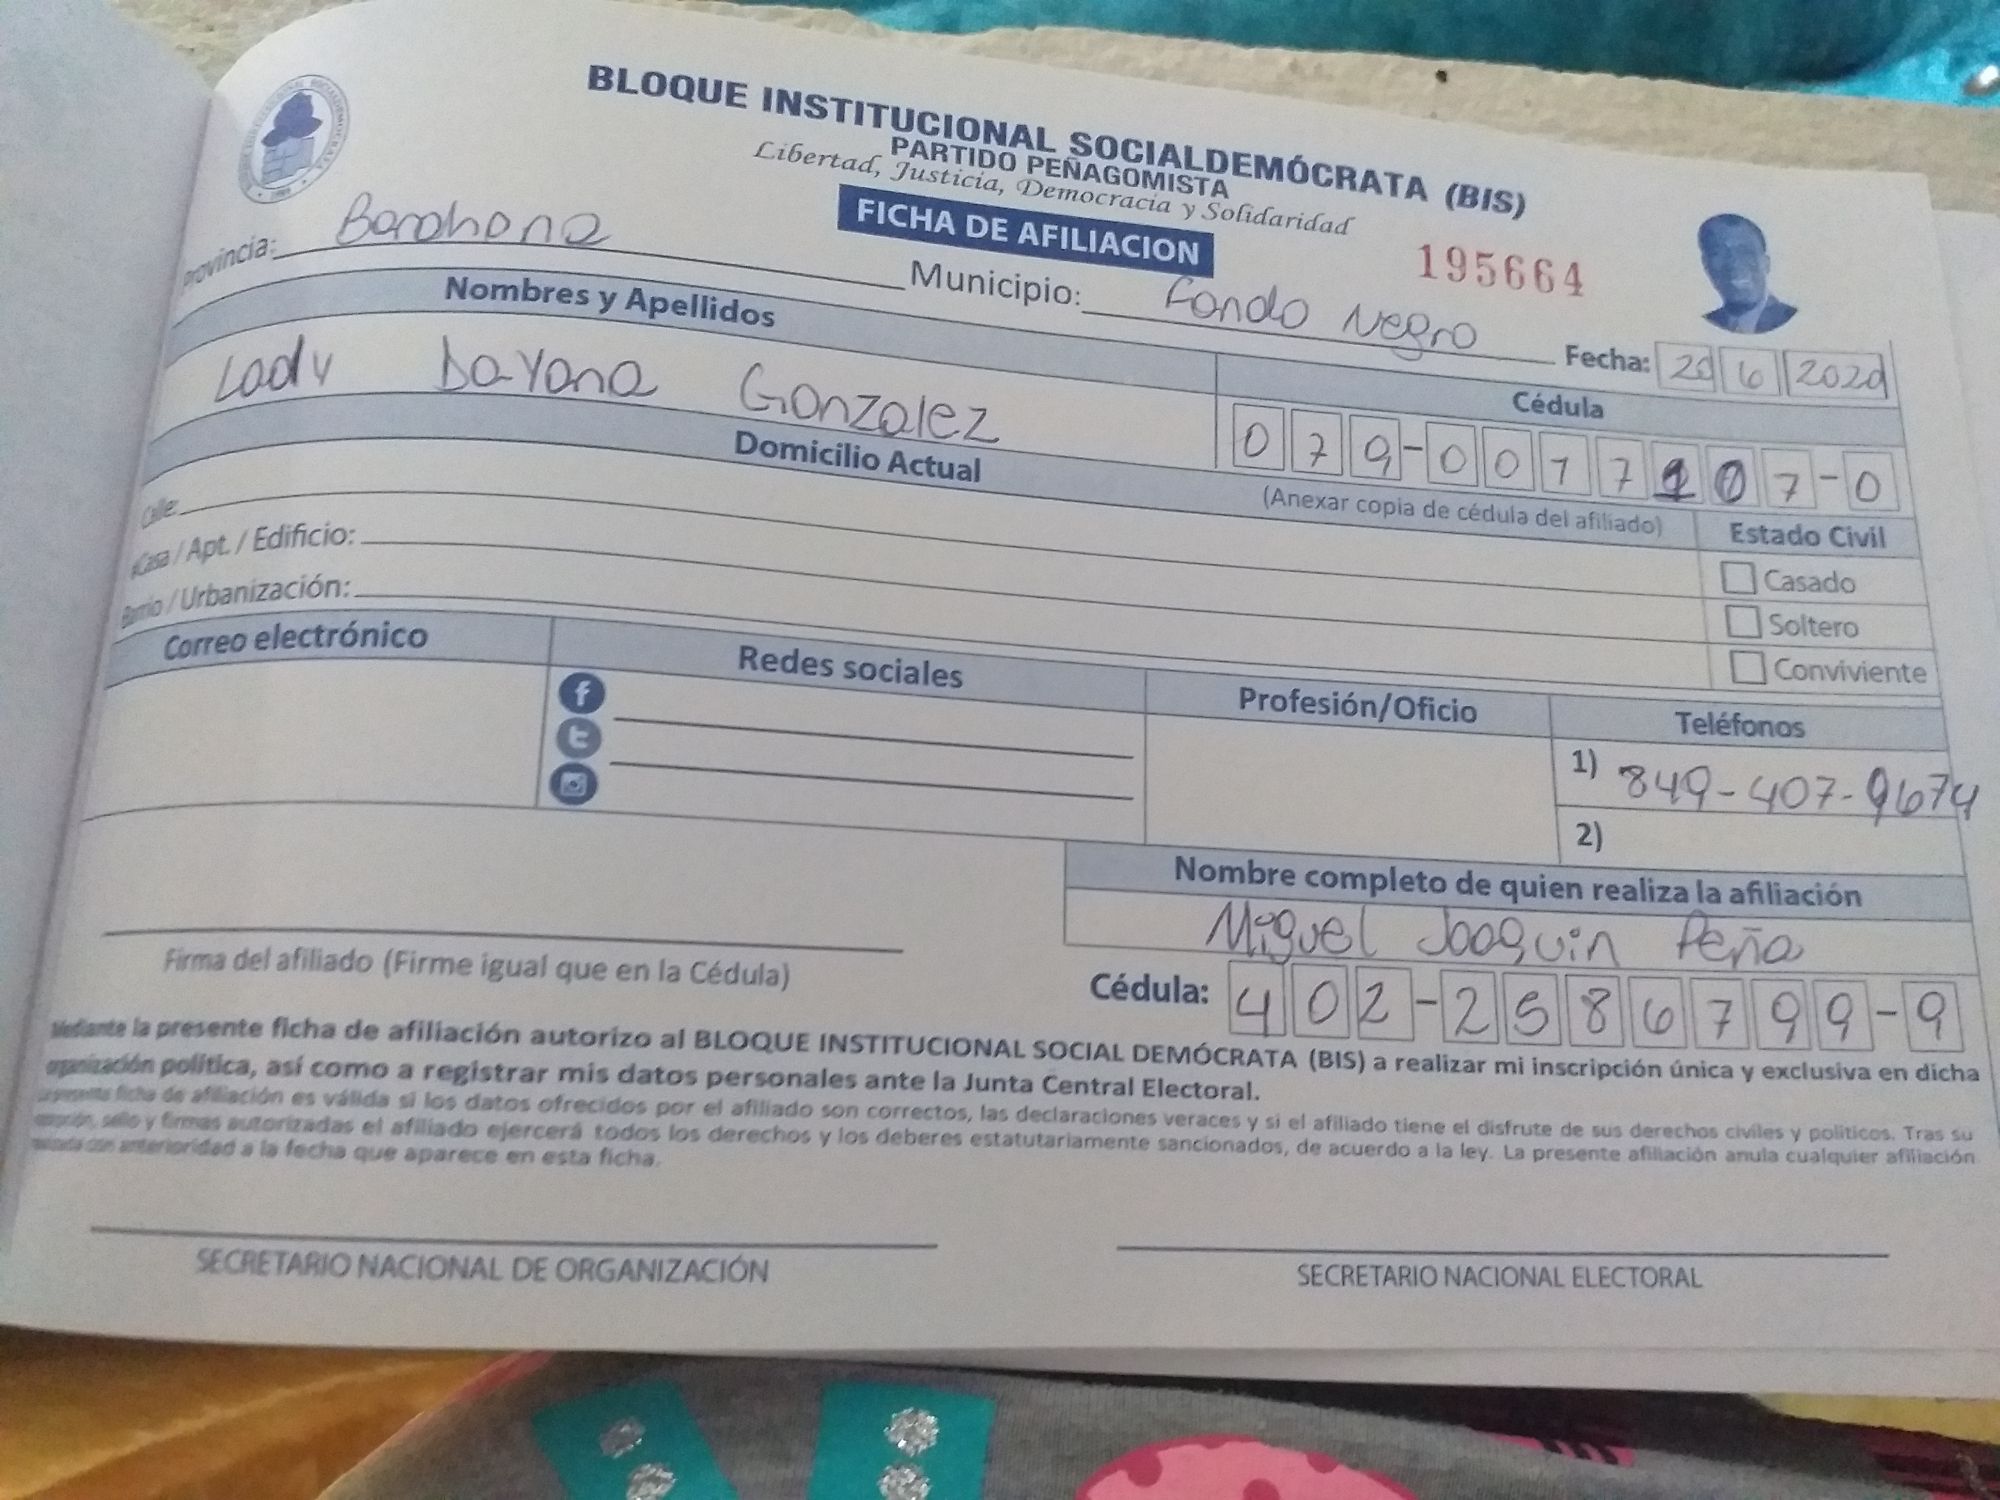 BLOQUE INSTITUCIONAL SOCIALDEMÓCRATA (BIS)
PARTIDO PEÑAGOMISTA
Libertad, Justicia, Democracia y Solidaridad
FICHA DE AFILIACION
195664
Provincia: Barahona Municipio: Fondo Negro Fecha: 20 6 2020
Nombres y Apellidos
Cédula
Lady Dayana Gonzalez
079-0017107-0
Domicilio Actual
(Anexar copia de cédula del afiliado)
Estado Civil
Calle:
#Casa / Apt. / Edificio:
Casado
Barrio / Urbanización:
Soltero
Conviviente
Correo electrónico Redes sociales Profesión/Oficio Teléfonos
1) 849-407-9674
2)
Nombre completo de quien realiza la afiliación
Miguel Joaquin Peña
Firma del afiliado (Firme igual que en la Cédula)
Cédula: 402-2586799-9
Mediante la presente ficha de afiliación autorizo al BLOQUE INSTITUCIONAL SOCIAL DEMÓCRATA (BIS) a realizar mi inscripción única y exclusiva en dicha
organización política, así como a registrar mis datos personales ante la Junta Central Electoral.
presente ficha de afiliación es válida si los datos ofrecidos por el afiliado son correctos, las declaraciones veraces y si el afiliado tiene el disfrute de sus derechos civiles y políticos. Tras su
sello y firmas autorizadas el afiliado ejercerá todos los derechos y los deberes estatutariamente sancionados, de acuerdo a la ley. La presente afiliación anula cualquier afiliación
con anterioridad a la fecha que aparece en esta ficha.
SECRETARIO NACIONAL DE ORGANIZACIÓN
SECRETARIO NACIONAL ELECTORAL